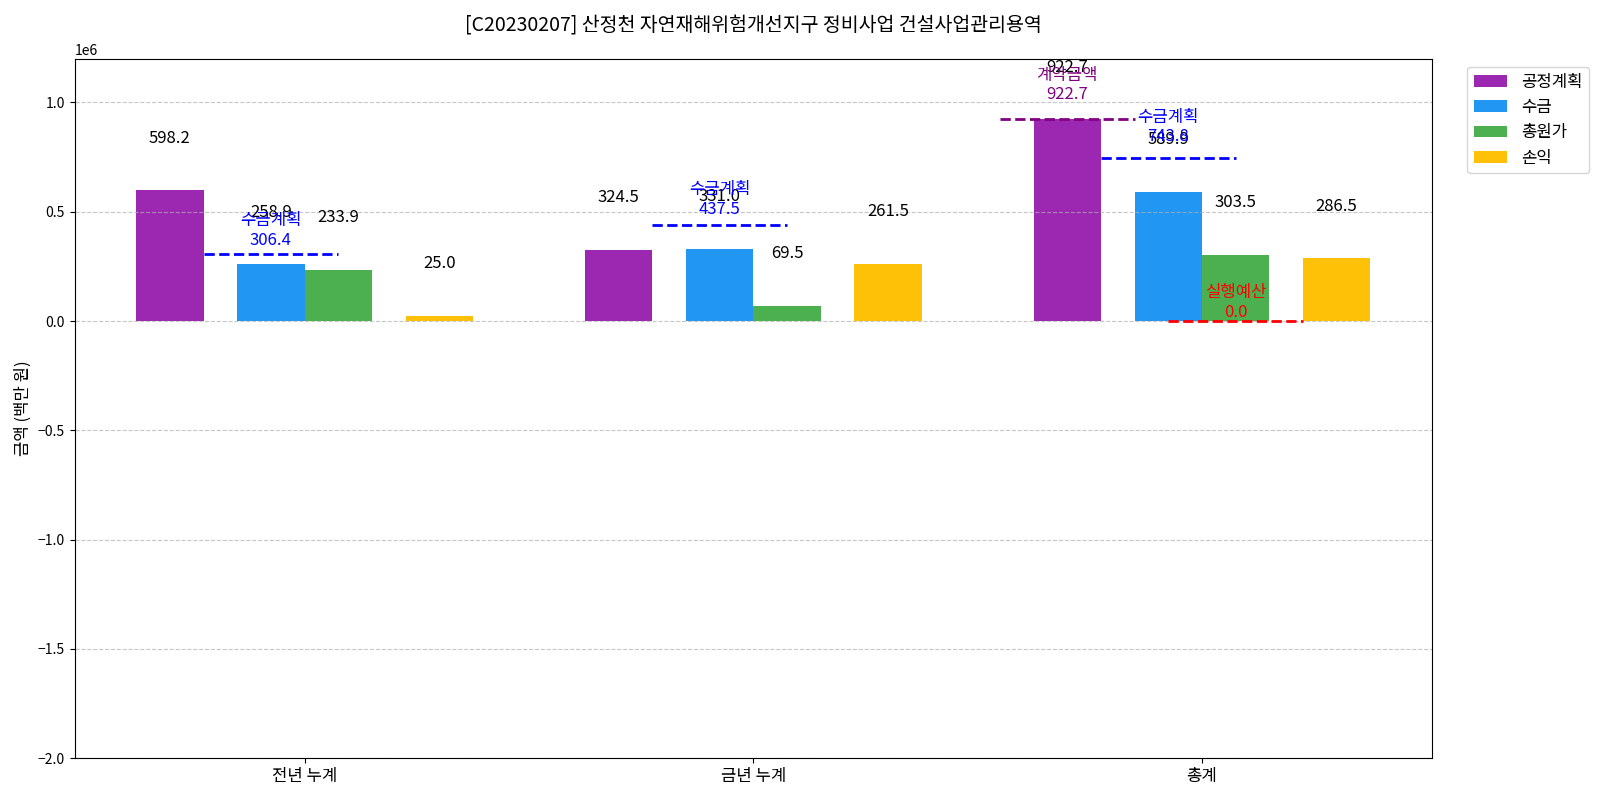 [C20230207] 산정천 자연재해위험개선지구 정비사업 건설사업관리용역
1e6
1.0
0.5
0.0
−0.5
−1.0
−1.5
−2.0
금액 (백만 원)
598.2
258.9
수금계획
306.4
233.9
25.0
324.5
수금계획
331.0
437.5
69.5
261.5
922.7
계약금액
922.7
수금계획
743.8
589.9
303.5
286.5
실행예산
0.0
전년 누계
금년 누계
총계
공정계획
수금
총원가
손익